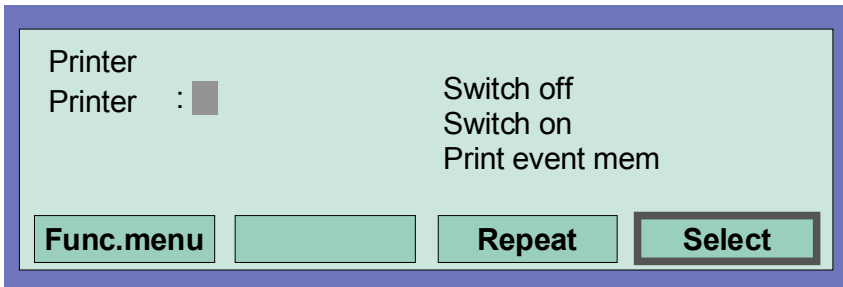 Printer
Printer :
Switch off
Switch on
Print event mem
Func.menu Repeat Select